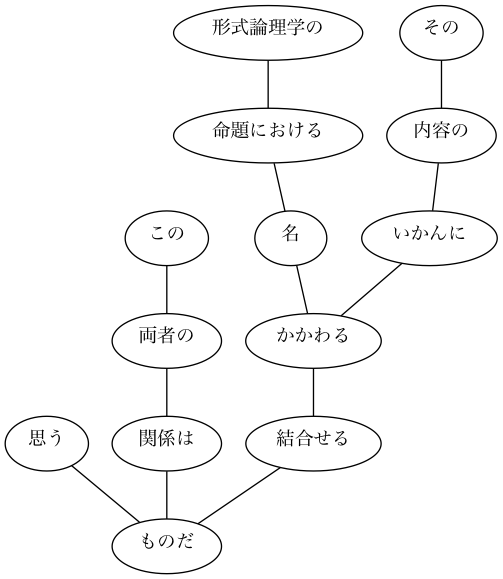 形式論理学の
その
命題における
内容の
この
名
いかんに
両者の
かかわる
思う
関係は
結合せる
ものだ